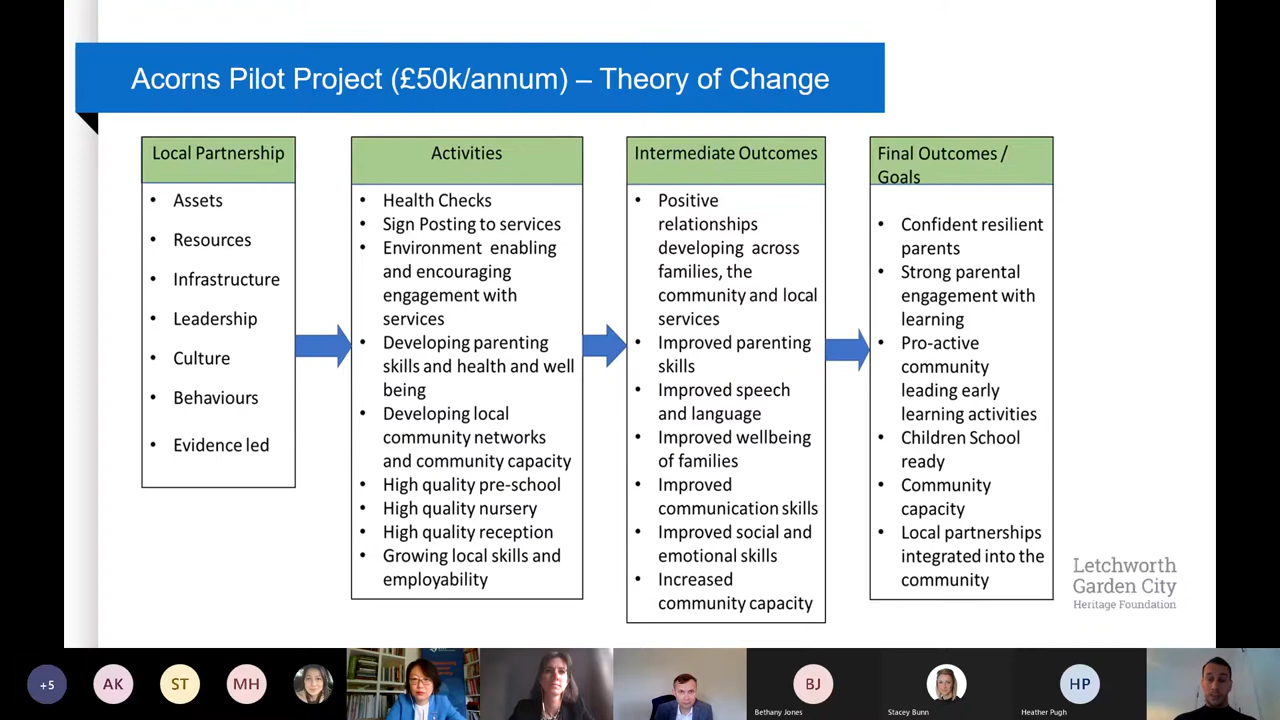 Acorns Pilot Project (£50k/annum) – Theory of Change
Local Partnership
• Assets
• Resources
• Infrastructure
• Leadership
• Culture
• Behaviours
• Evidence led
Activities
• Health Checks
• Sign Posting to services
• Environment enabling
and encouraging
engagement with
services
• Developing parenting
skills and health and well
being
• Developing local
community networks
and community capacity
• High quality pre-school
• High quality nursery
• High quality reception
• Growing local skills and
employability
Intermediate Outcomes
• Positive
relationships
developing across
families, the
community and local
services
• Improved parenting
skills
• Improved speech
and language
• Improved wellbeing
of families
• Improved
communication skills
• Improved social and
emotional skills
• Increased
community capacity
Final Outcomes /
Goals
• Confident resilient
parents
• Strong parental
engagement with
learning
• Pro-active
community
leading early
learning activities
• Children School
ready
• Community
capacity
• Local partnerships
integrated into the
community
Letchworth
Garden City
Heritage Foundation
+5
AK
ST
MH
BJ
Bethany Jones
Stacey Bunn
HP
Heather Pugh